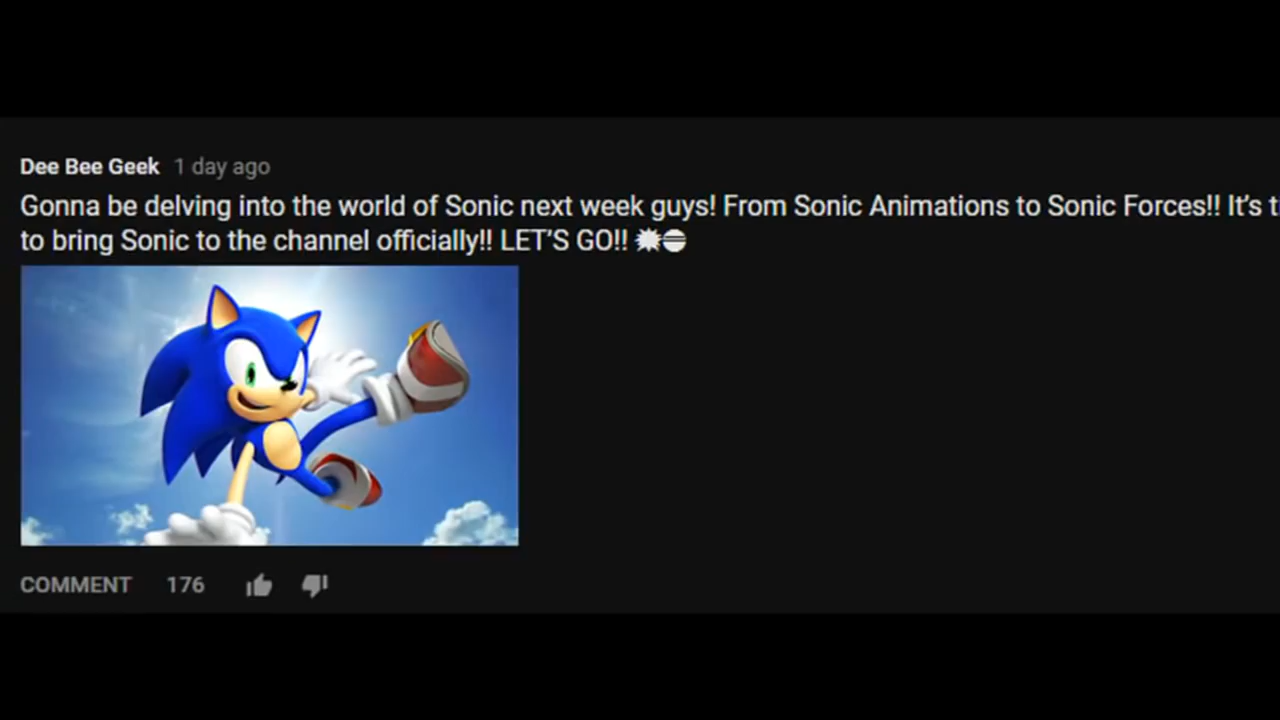 Dee Bee Geek 1 day ago
Gonna be delving into the world of Sonic next week guys! From Sonic Animations to Sonic Forces!! It's
to bring Sonic to the channel officially!! LET'S GO!!
COMMENT 176